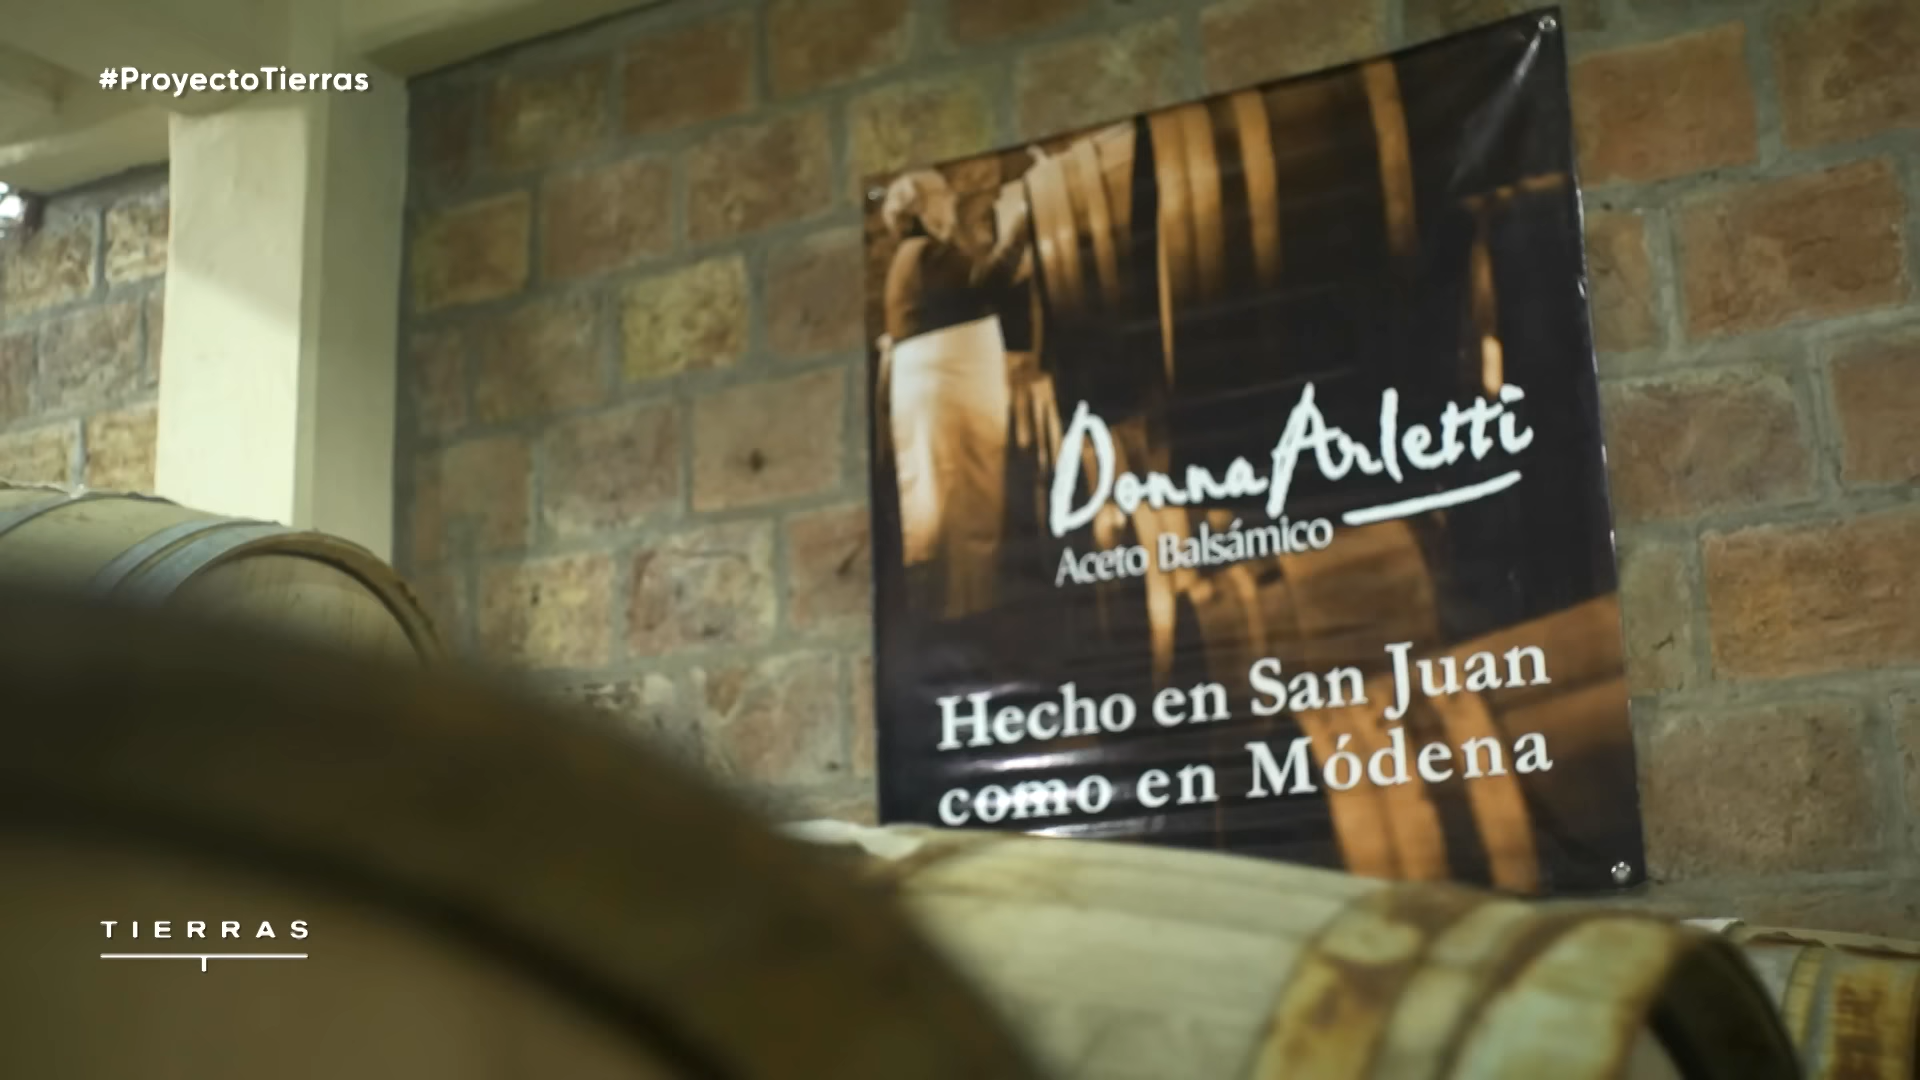 #ProyectoTierras
Donna Arletti
Aceto Balsámico
Hecho en San Juan
como en Módena
TIERRAS